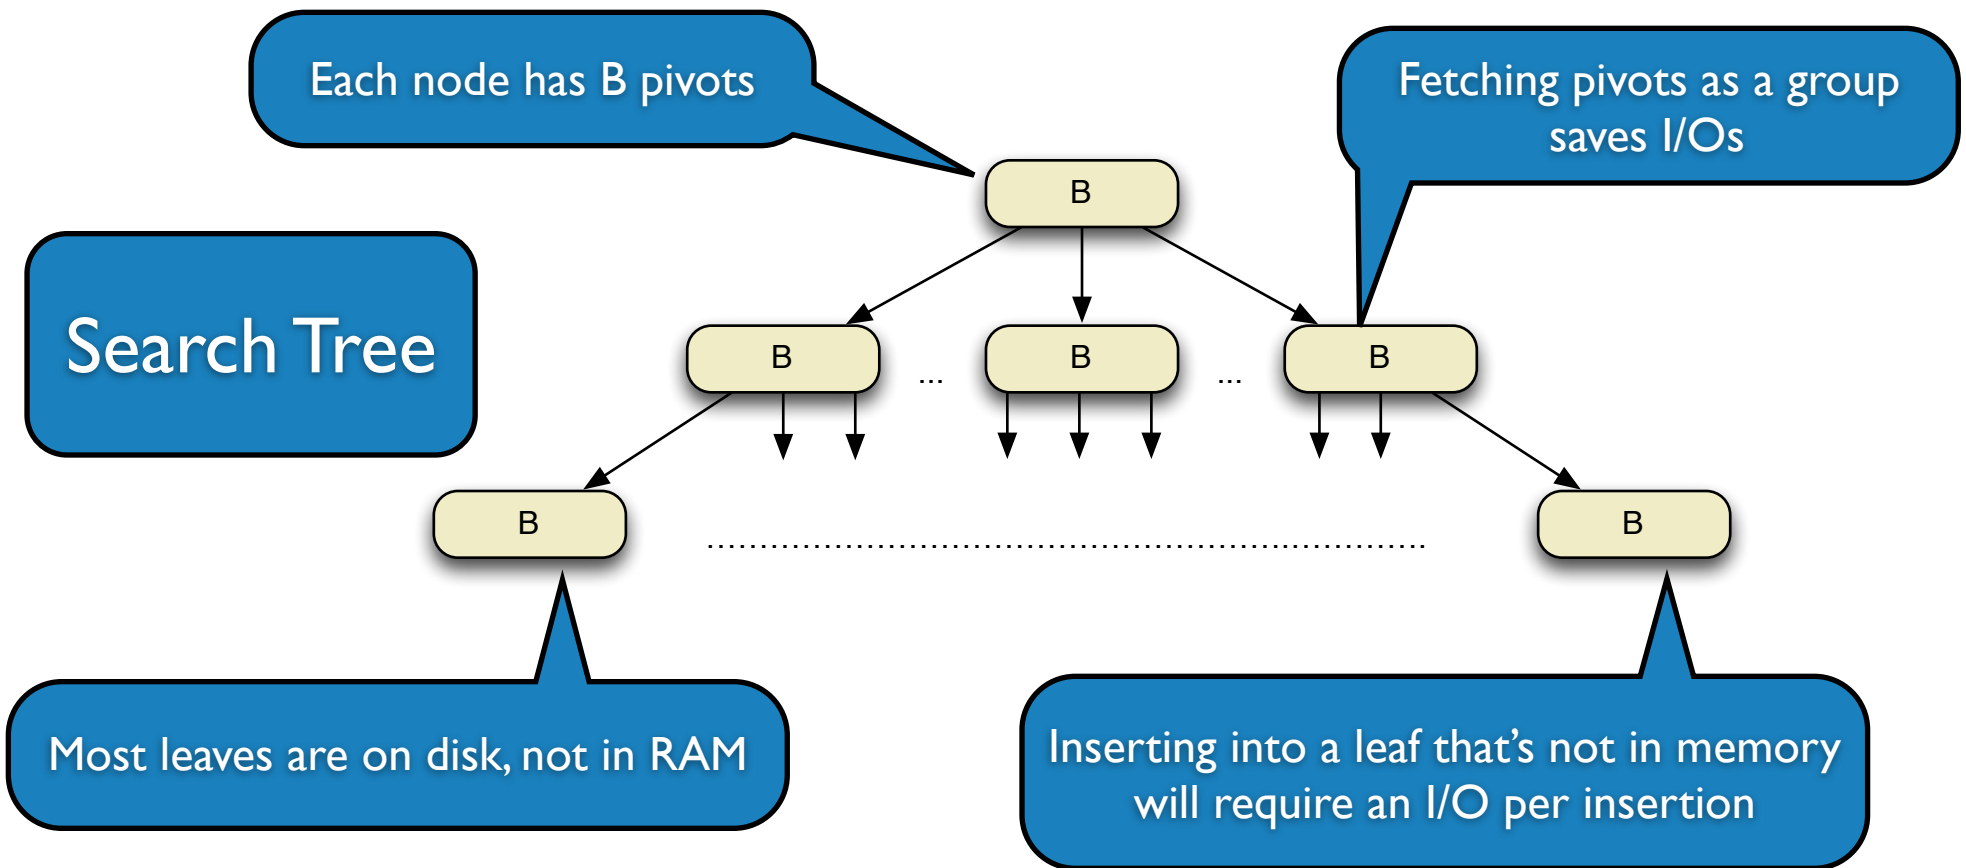 Each node has B pivots
Fetching pivots as a group
saves I/Os
B
Search Tree
B
...
B
...
B
B
B
Most leaves are on disk, not in RAM
Inserting into a leaf that's not in memory
will require an I/O per insertion